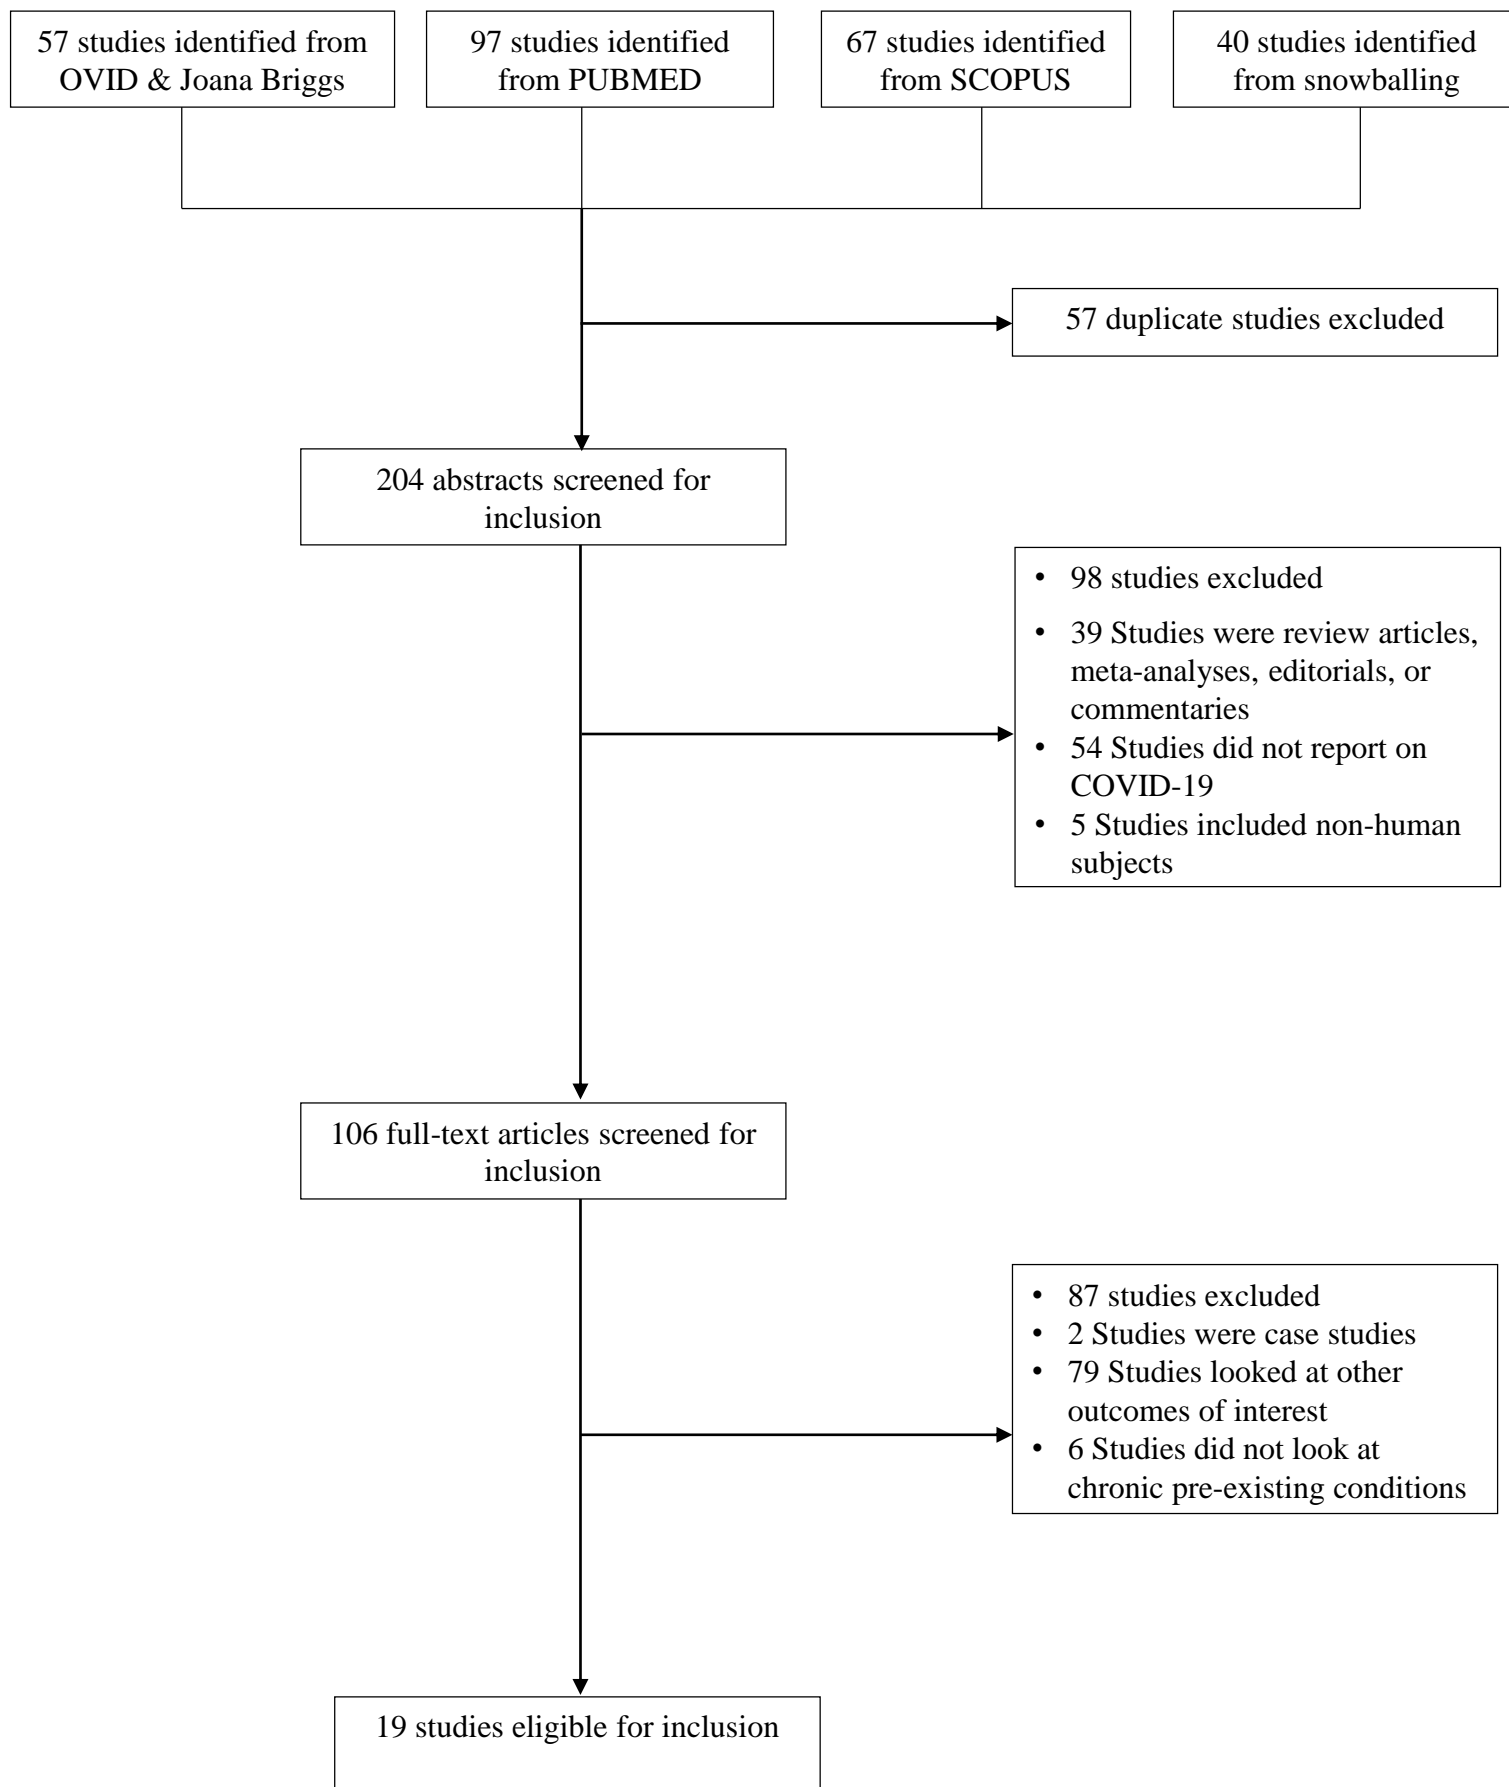 57 studies identified from
OVID & Joana Briggs
97 studies identified
from PUBMED
67 studies identified
from SCOPUS
40 studies identified
from snowballing
57 duplicate studies excluded
204 abstracts screened for
inclusion
• 98 studies excluded
• 39 Studies were review articles,
meta-analyses, editorials, or
commentaries
• 54 Studies did not report on
COVID-19
• 5 Studies included non-human
subjects
106 full-text articles screened for
inclusion
• 87 studies excluded
• 2 Studies were case studies
• 79 Studies looked at other
outcomes of interest
• 6 Studies did not look at
chronic pre-existing conditions
19 studies eligible for inclusion